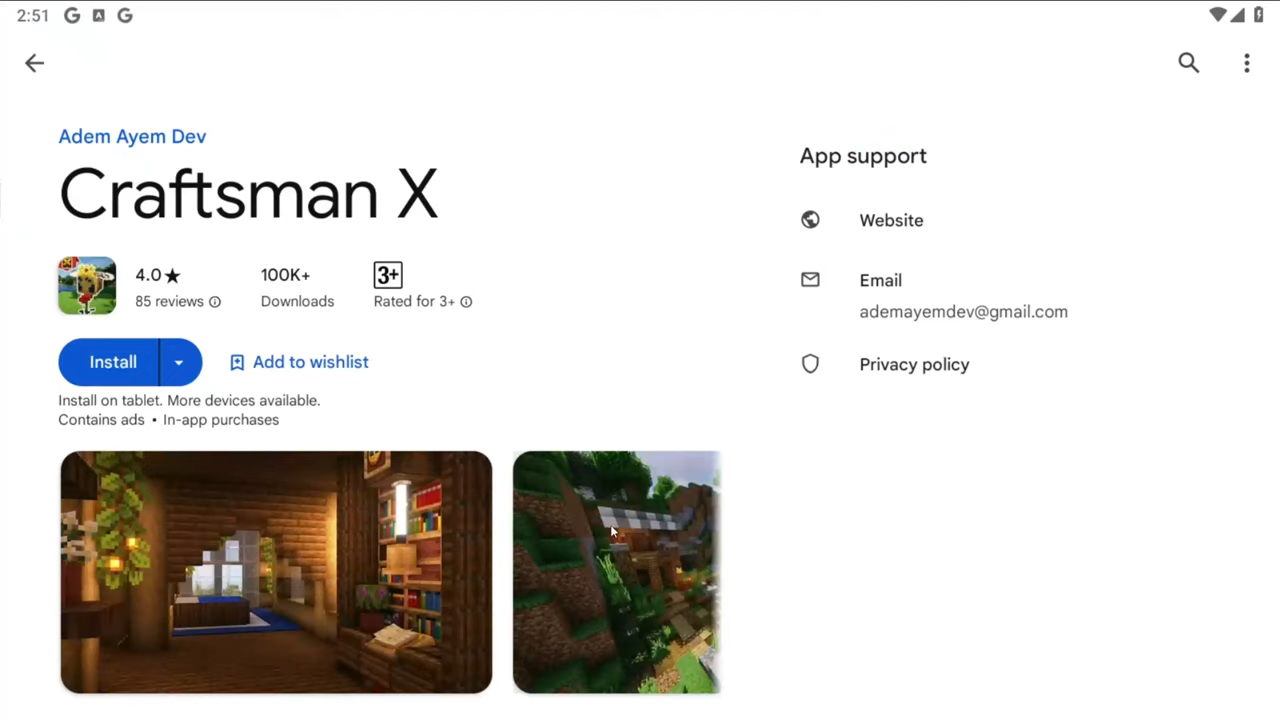 2:51
Adem Ayem Dev
Craftsman X
4.0★
85 reviews
100K+
Downloads
3+
Rated for 3+
Install
Add to wishlist
Install on tablet. More devices available.
Contains ads • In-app purchases
App support
Website
Email
ademayemdev@gmail.com
Privacy policy